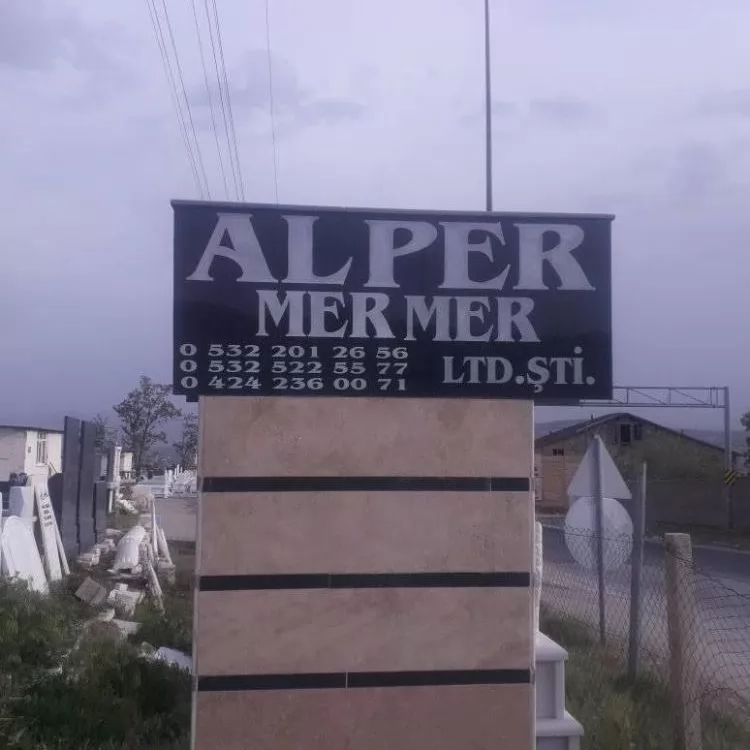 ALPER
MERMER
LTD.ŞTİ.
0 532 201 26 56
0 532 522 55 77
0 424 236 00 71